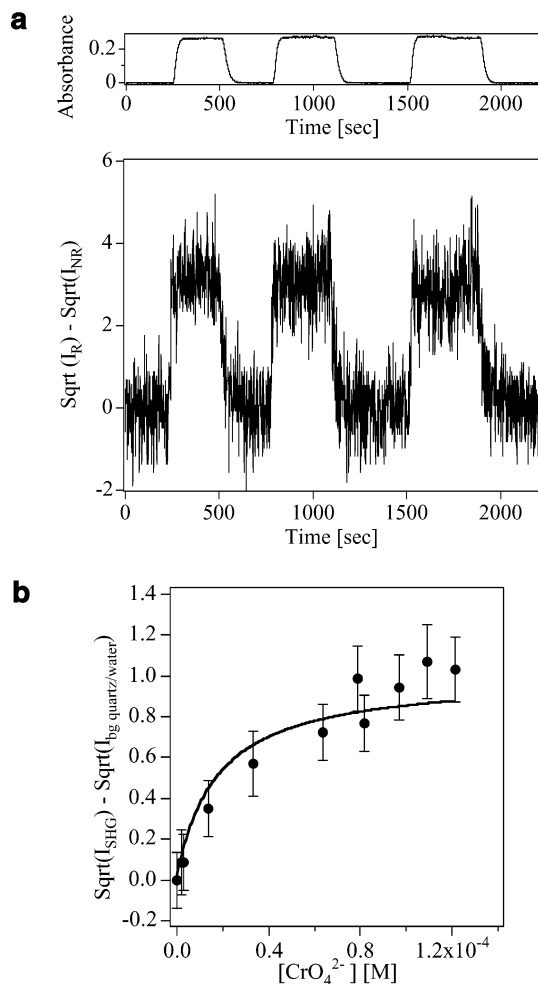 a
Absorbance
0.2
0
0 500 1000 1500 2000
Time [sec]
Sqrt (I_R) - Sqrt(I_NR)
6
4
2
0
-2
0 500 1000 1500 2000
Time [sec]
b
Sqrt(I_SHG) - Sqrt(I_bg quartz/water)
1.4
1.2
1.0
0.8
0.6
0.4
0.2
0.0
-0.2
0.0 0.4 0.8 1.2x10⁻⁴
[CrO₄²⁻] [M]